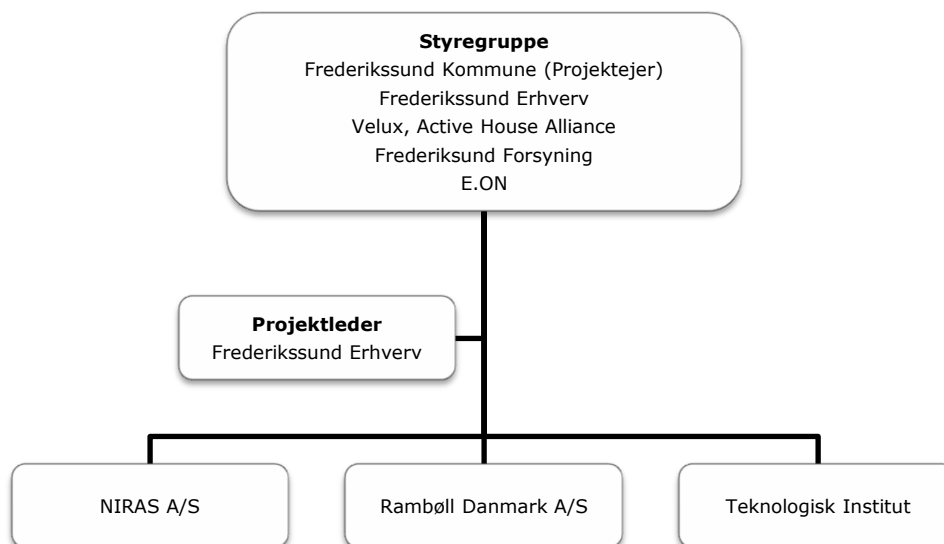 Styregruppe
Frederikssund Kommune (Projektejer)
Frederikssund Erhverv
Velux, Active House Alliance
Frederiksund Forsyning
E.ON
Projektleder
Frederikssund Erhverv
NIRAS A/S
Rambøll Danmark A/S
Teknologisk Institut